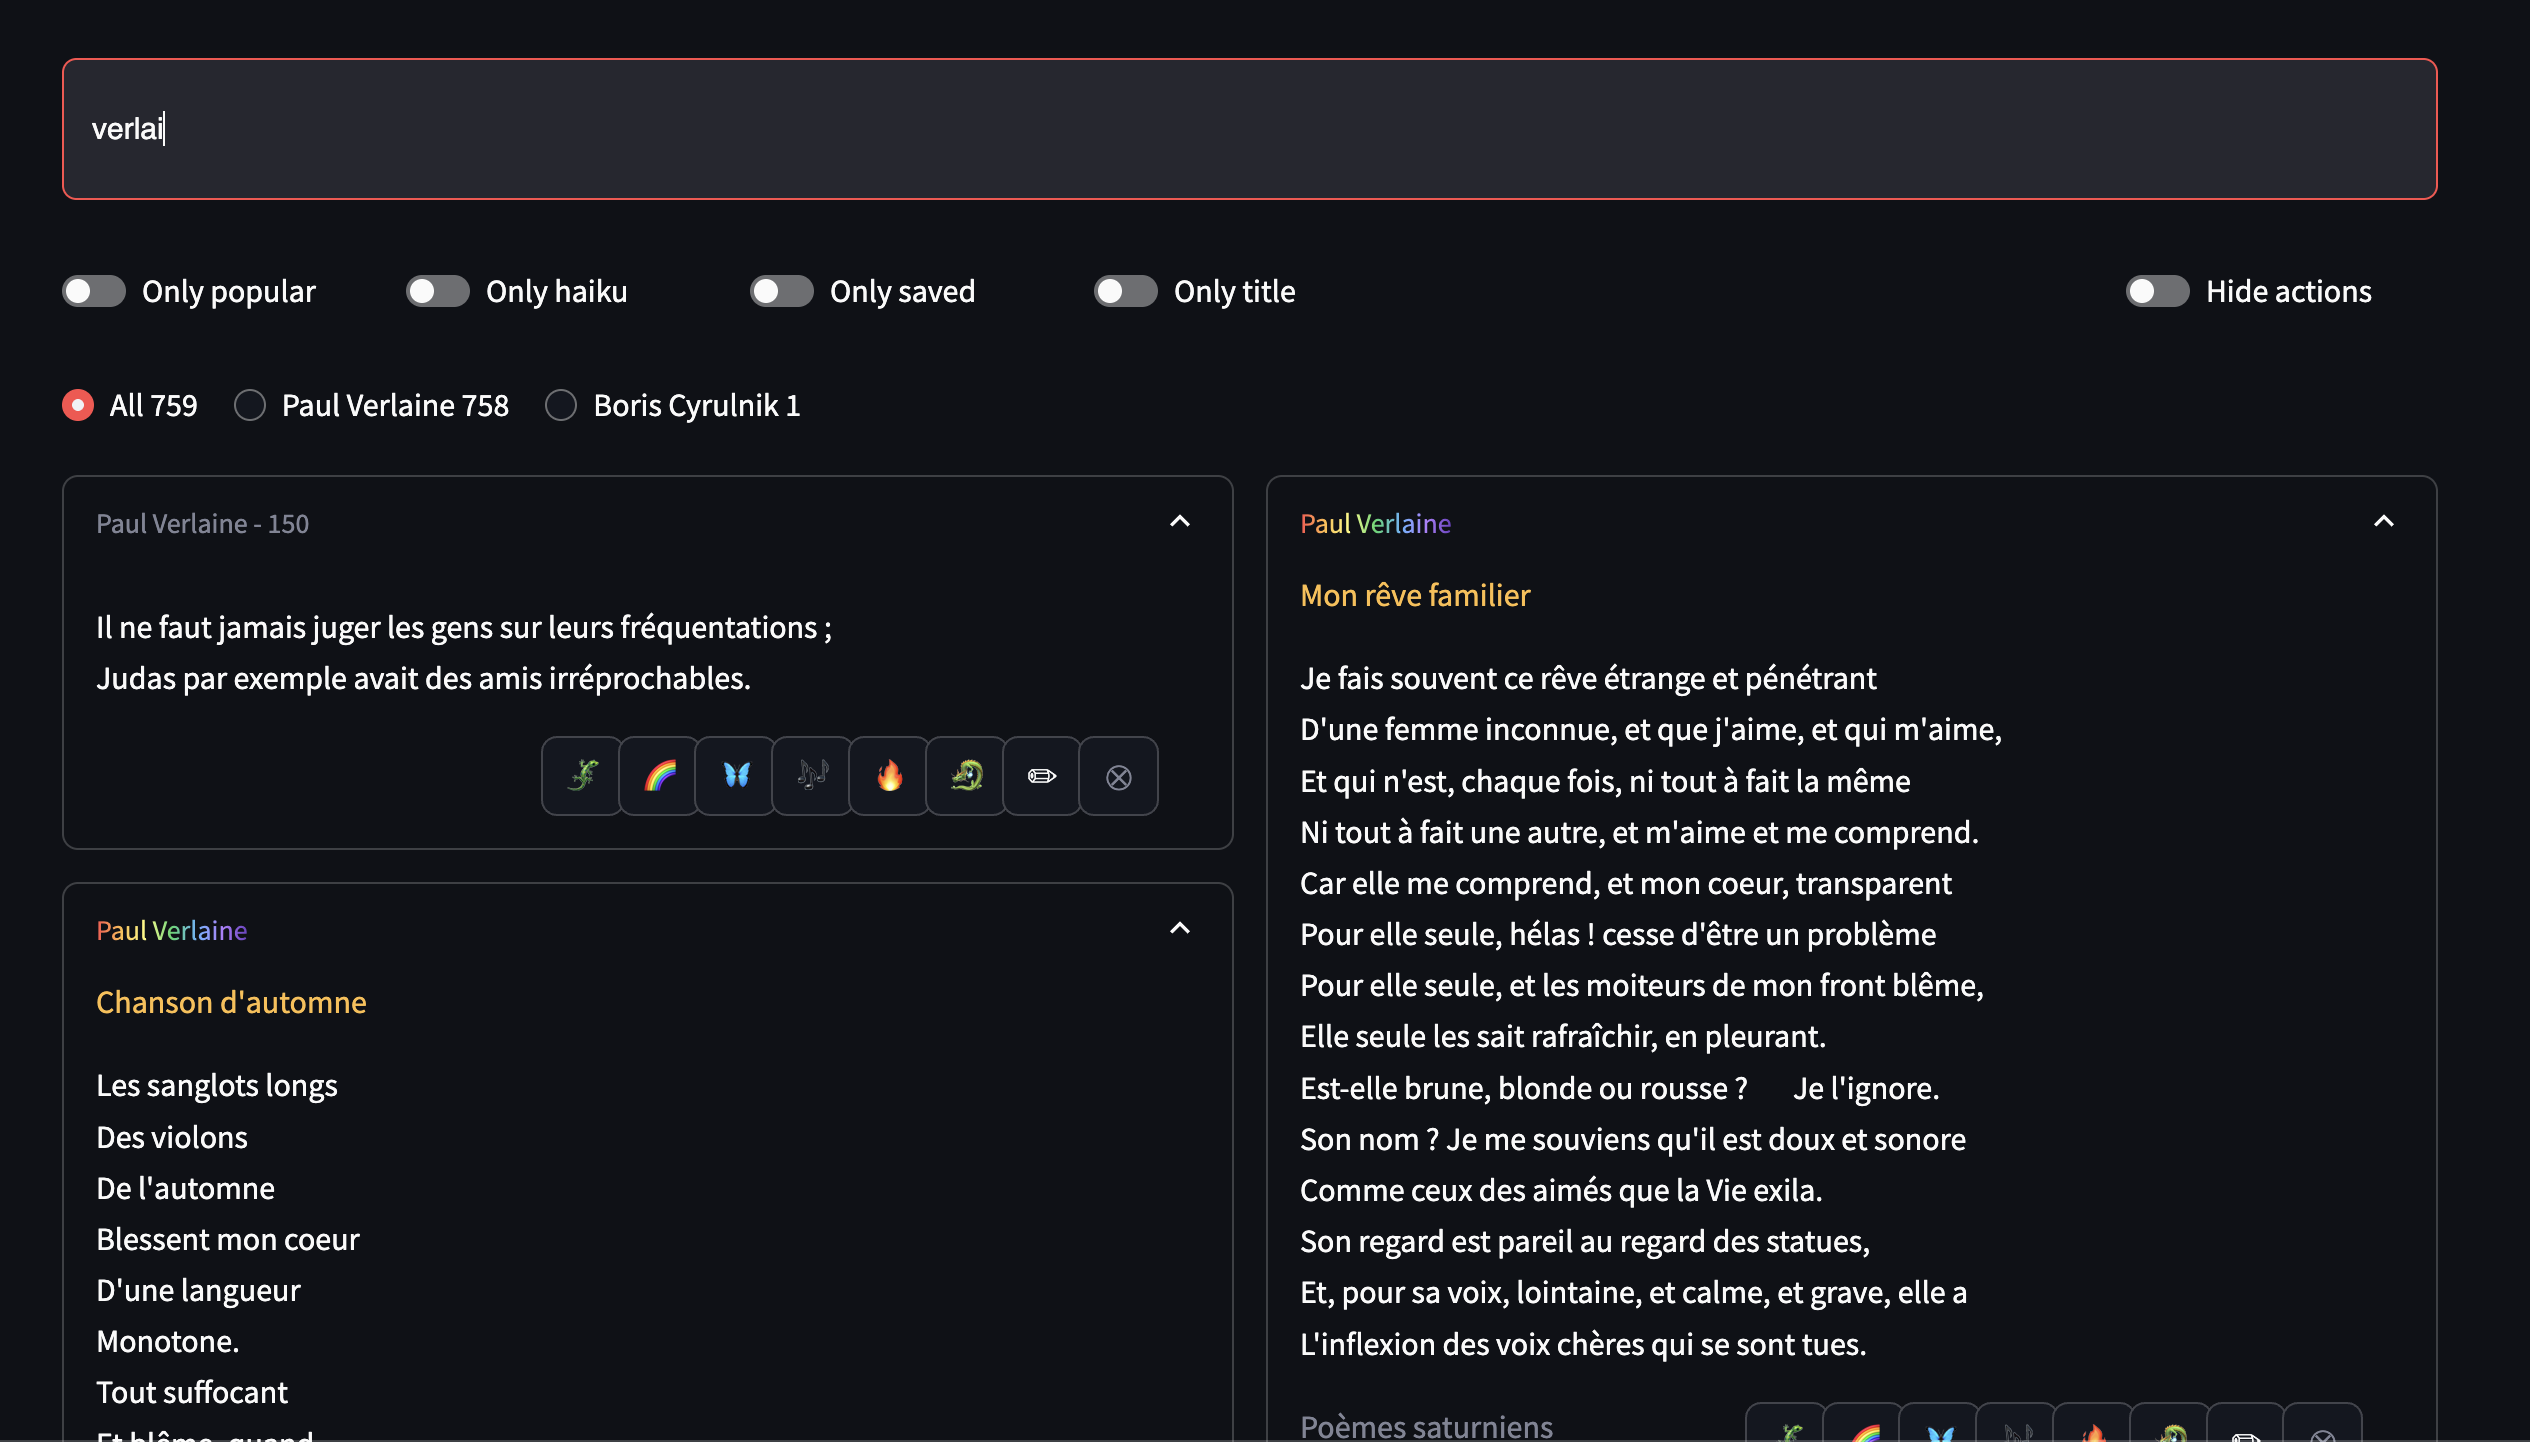 verlai
Only popular
Only haiku
Only saved
Only title
Hide actions
All 759
Paul Verlaine 758
Boris Cyrulnik 1
Paul Verlaine - 150
Il ne faut jamais juger les gens sur leurs fréquentations ;
Judas par exemple avait des amis irréprochables.
Paul Verlaine
Chanson d'automne
Les sanglots longs
Des violons
De l'automne
Blessent mon coeur
D'une langueur
Monotone.
Tout suffocant
Et blême, quand
Paul Verlaine
Mon rêve familier
Je fais souvent ce rêve étrange et pénétrant
D'une femme inconnue, et que j'aime, et qui m'aime,
Et qui n'est, chaque fois, ni tout à fait la même
Ni tout à fait une autre, et m'aime et me comprend.
Car elle me comprend, et mon coeur, transparent
Pour elle seule, hélas ! cesse d'être un problème
Pour elle seule, et les moiteurs de mon front blême,
Elle seule les sait rafraîchir, en pleurant.
Est-elle brune, blonde ou rousse ? Je l'ignore.
Son nom ? Je me souviens qu'il est doux et sonore
Comme ceux des aimés que la Vie exila.
Son regard est pareil au regard des statues,
Et, pour sa voix, lointaine, et calme, et grave, elle a
L'inflexion des voix chères qui se sont tues.
Poèmes saturniens